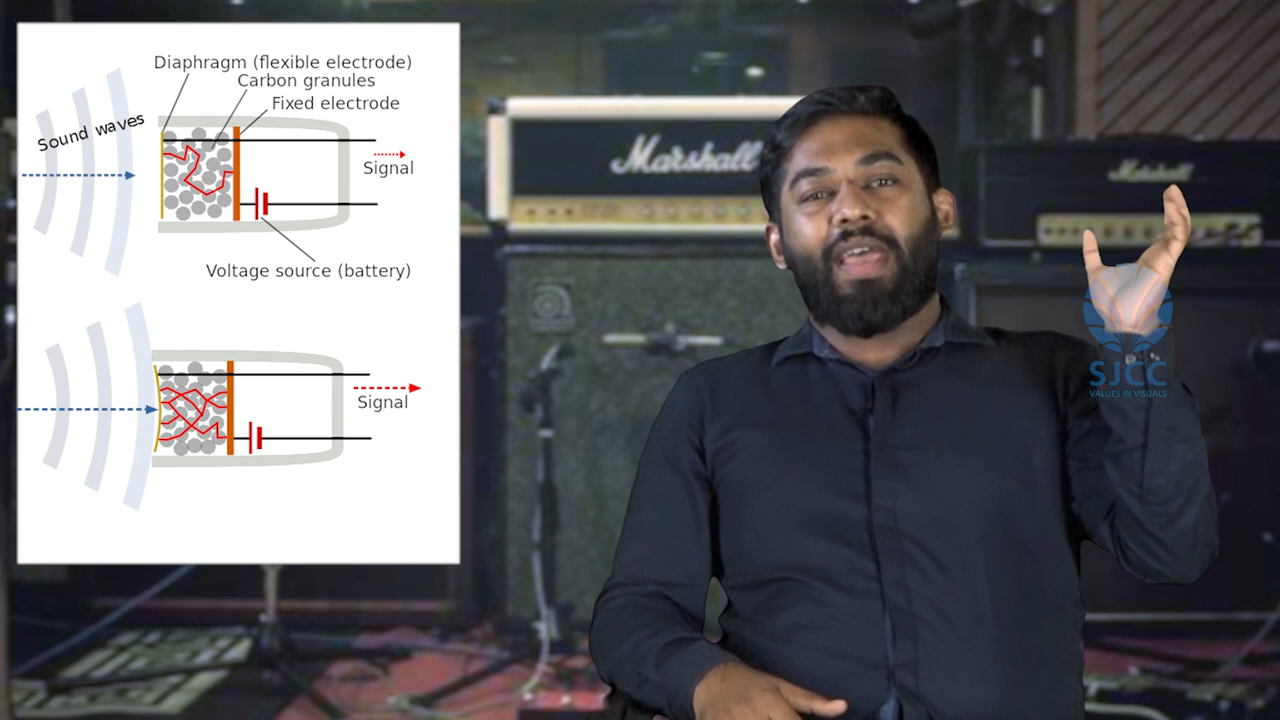 Diaphragm (flexible electrode)
Carbon granules
Fixed electrode
Sound waves
Signal
Voltage source (battery)
Signal
Marshall
Marshall
SJCC
VALUES IN VISUALS